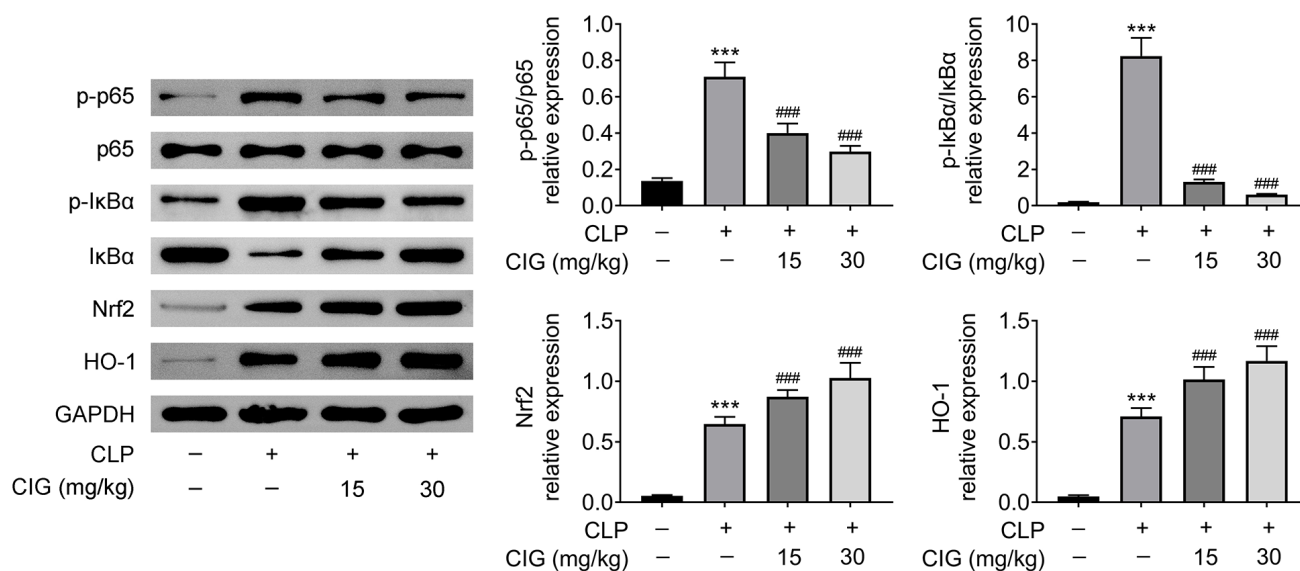 p-p65
p65
p-IκBα
IκBα
Nrf2
HO-1
GAPDH
CLP – + + +
CIG (mg/kg) – – 15 30
p-p65/p65
relative expression
1.0
0.8
0.6
0.4
0.2
0.0
***
###
###
CLP – + + +
CIG (mg/kg) – – 15 30
p-IκBα/IκBα
relative expression
10
8
6
4
2
0
***
###
###
CLP – + + +
CIG (mg/kg) – – 15 30
Nrf2
relative expression
1.5
1.0
0.5
0.0
***
###
###
CLP – + + +
CIG (mg/kg) – – 15 30
HO-1
relative expression
1.5
1.0
0.5
0.0
***
###
###
CLP – + + +
CIG (mg/kg) – – 15 30